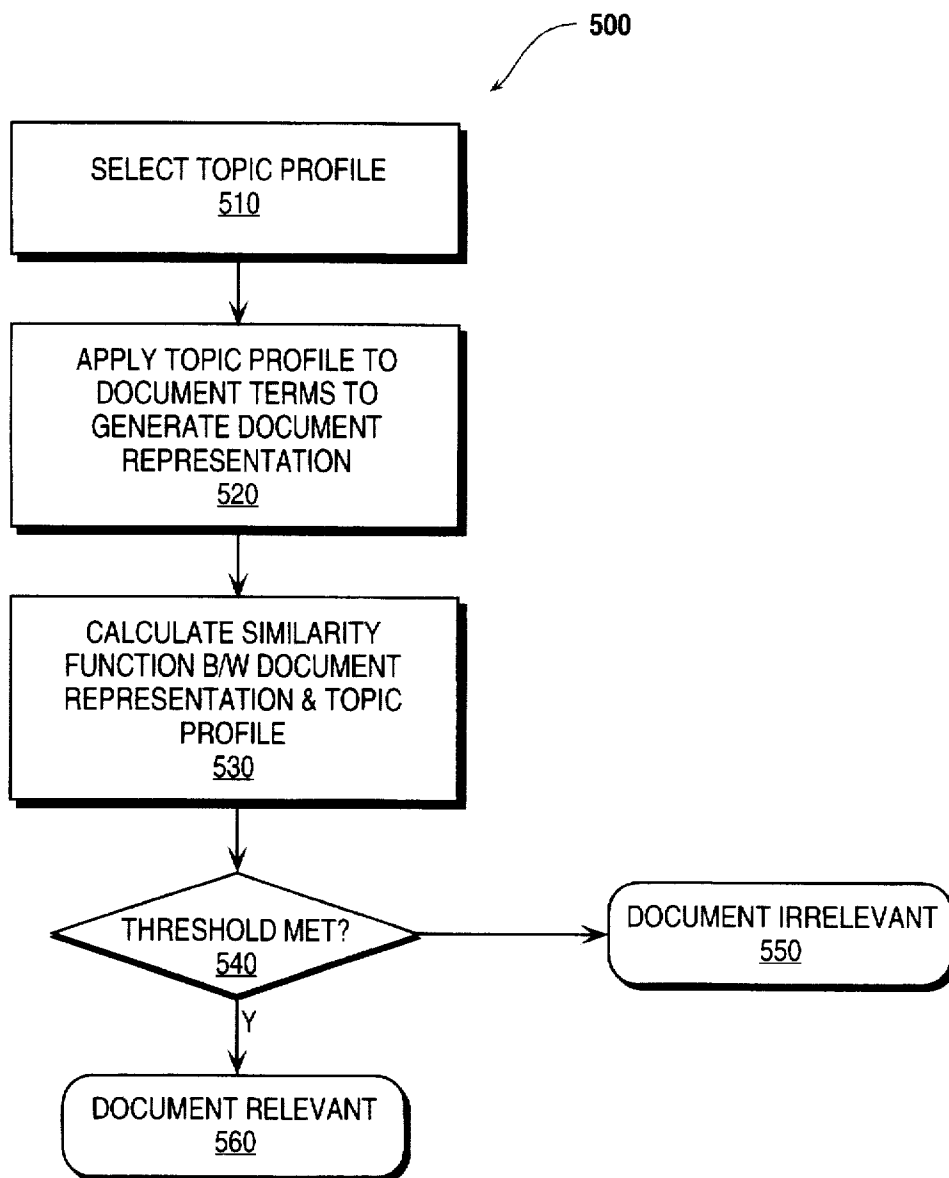 500
SELECT TOPIC PROFILE
510
APPLY TOPIC PROFILE TO
DOCUMENT TERMS TO
GENERATE DOCUMENT
REPRESENTATION
520
CALCULATE SIMILARITY
FUNCTION B/W DOCUMENT
REPRESENTATION & TOPIC
PROFILE
530
THRESHOLD MET?
540
DOCUMENT IRRELEVANT
550
Y
DOCUMENT RELEVANT
560